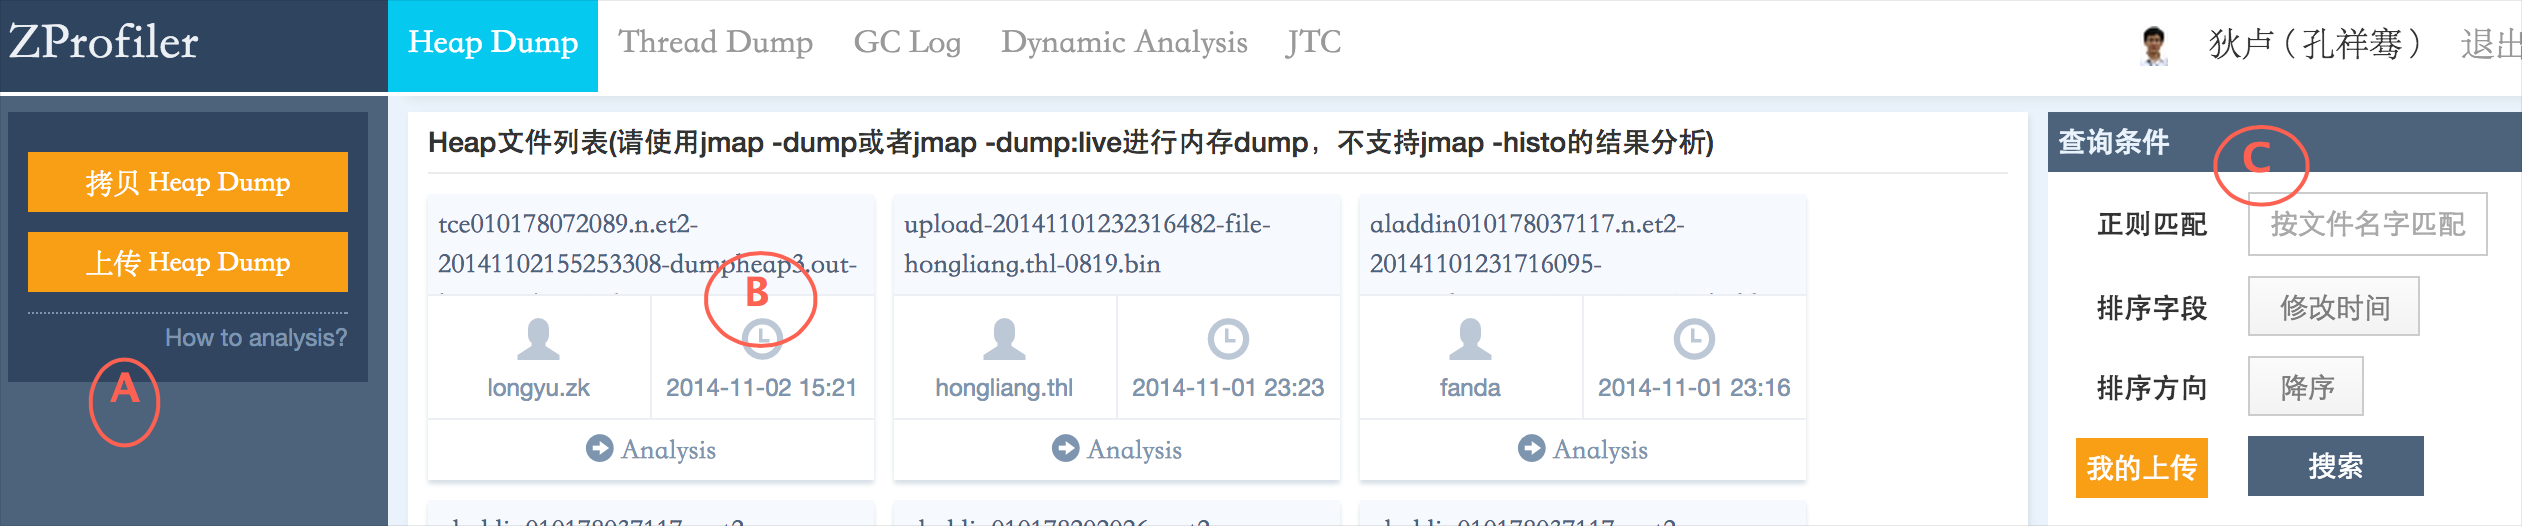 ZProfiler
Heap Dump
Thread Dump
GC Log
Dynamic Analysis
JTC
狄卢 ( 孔祥骞 )
退出
拷贝 Heap Dump
上传 Heap Dump
How to analysis?
A
Heap文件列表(请使用jmap -dump或者jmap -dump:live进行内存dump，不支持jmap -histo的结果分析)
tce010178072089.n.et2-
20141102155253308-dumpheap3.out-
B
longyu.zk
2014-11-02 15:21
Analysis
upload-20141101232316482-file-
hongliang.thl-0819.bin
hongliang.thl
2014-11-01 23:23
Analysis
aladdin010178037117.n.et2-
20141101231716095-
fanda
2014-11-01 23:16
Analysis
查询条件
C
正则匹配
按文件名字匹配
排序字段
修改时间
排序方向
降序
我的上传
搜索